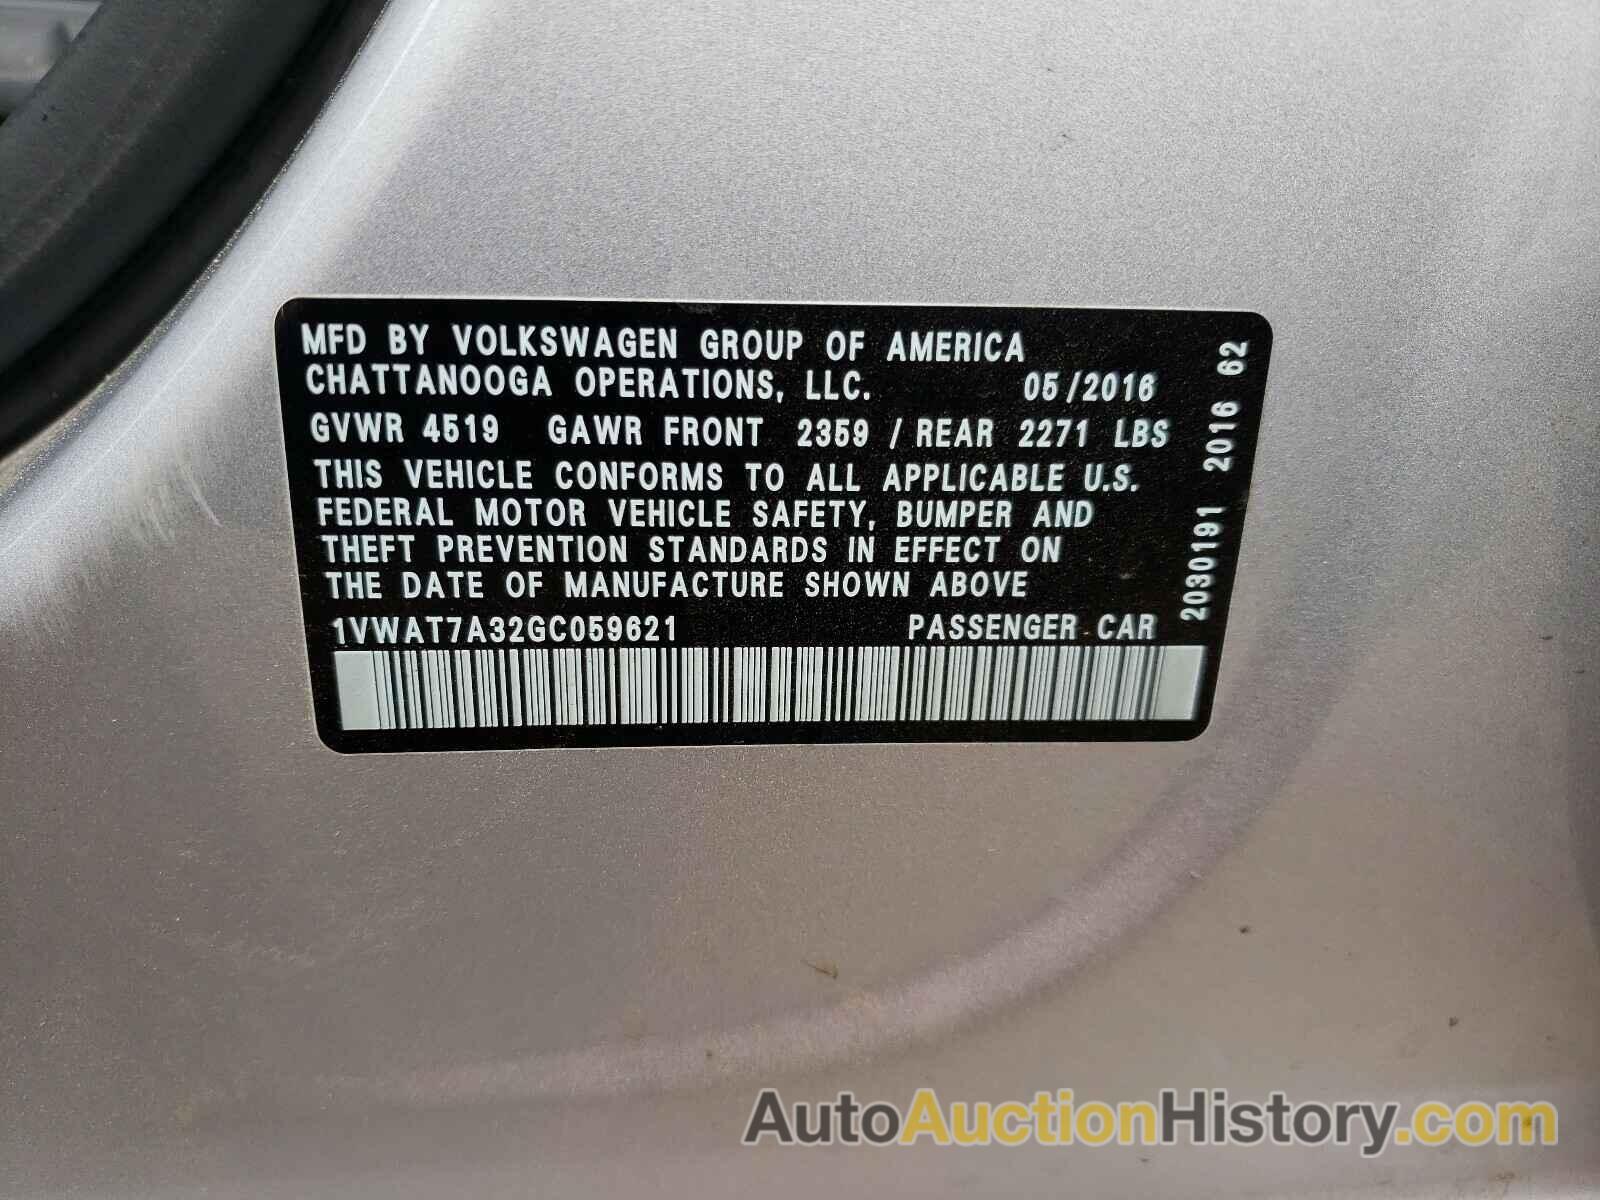 MFD BY VOLKSWAGEN GROUP OF AMERICA
CHATTANOOGA OPERATIONS, LLC. 05/2016
GVWR 4519 GAWR FRONT 2359 / REAR 2271 LBS
THIS VEHICLE CONFORMS TO ALL APPLICABLE U.S.
FEDERAL MOTOR VEHICLE SAFETY, BUMPER AND
THEFT PREVENTION STANDARDS IN EFFECT ON
THE DATE OF MANUFACTURE SHOWN ABOVE
1VWAT7A32GC059621 PASSENGER CAR
2030191 2016 62
AutoAuctionHistory.com